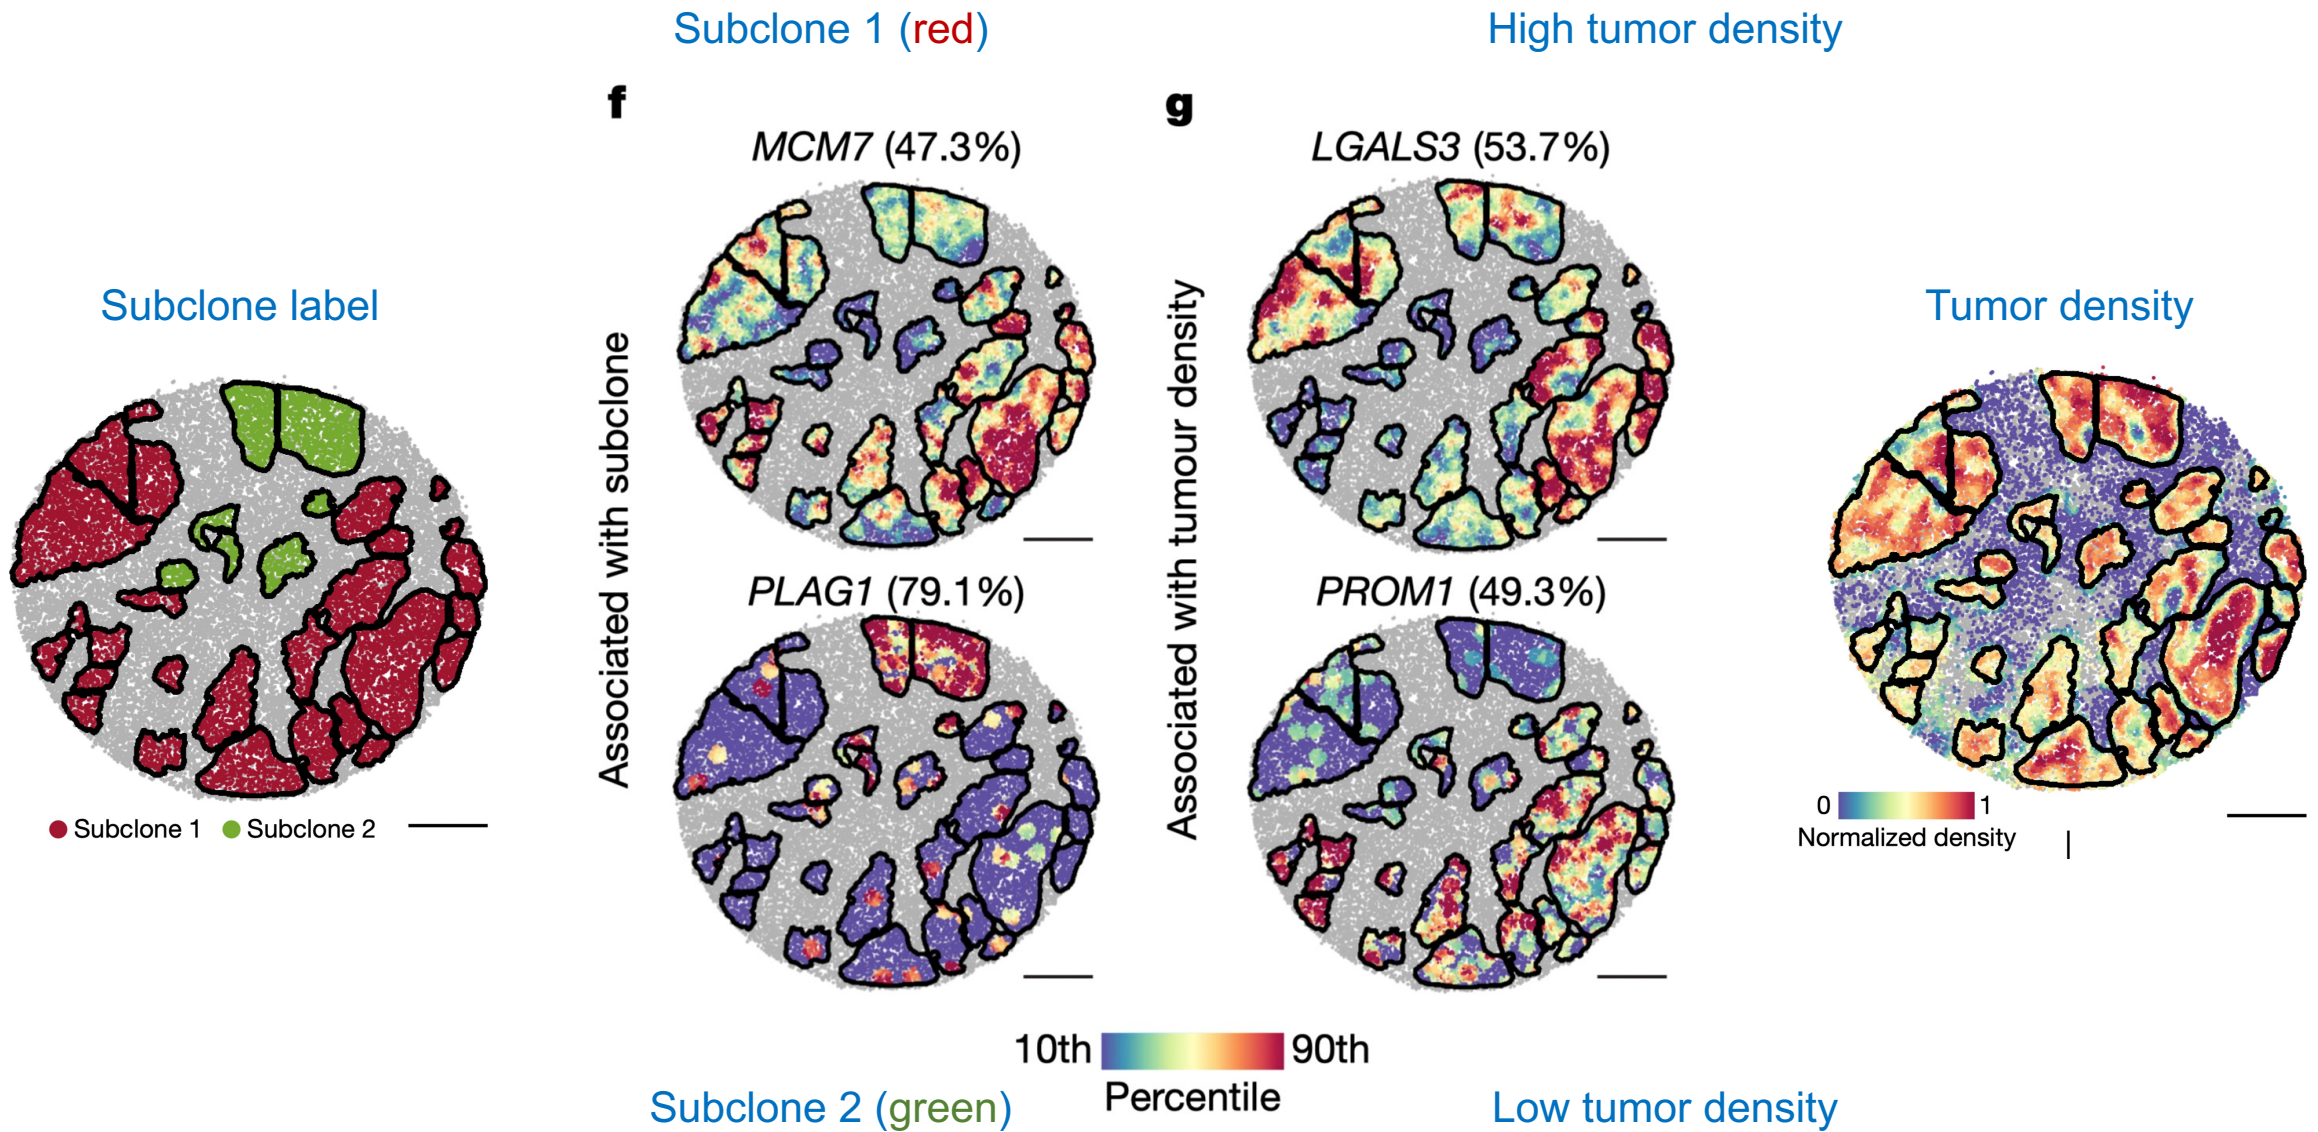 Subclone 1 (red)
High tumor density
f
g
MCM7 (47.3%)
LGALS3 (53.7%)
Subclone label
Tumor density
Associated with subclone
Associated with tumour density
PLAG1 (79.1%)
PROM1 (49.3%)
0
1
Normalized density
Subclone 1
Subclone 2
10th
90th
Percentile
Subclone 2 (green)
Low tumor density